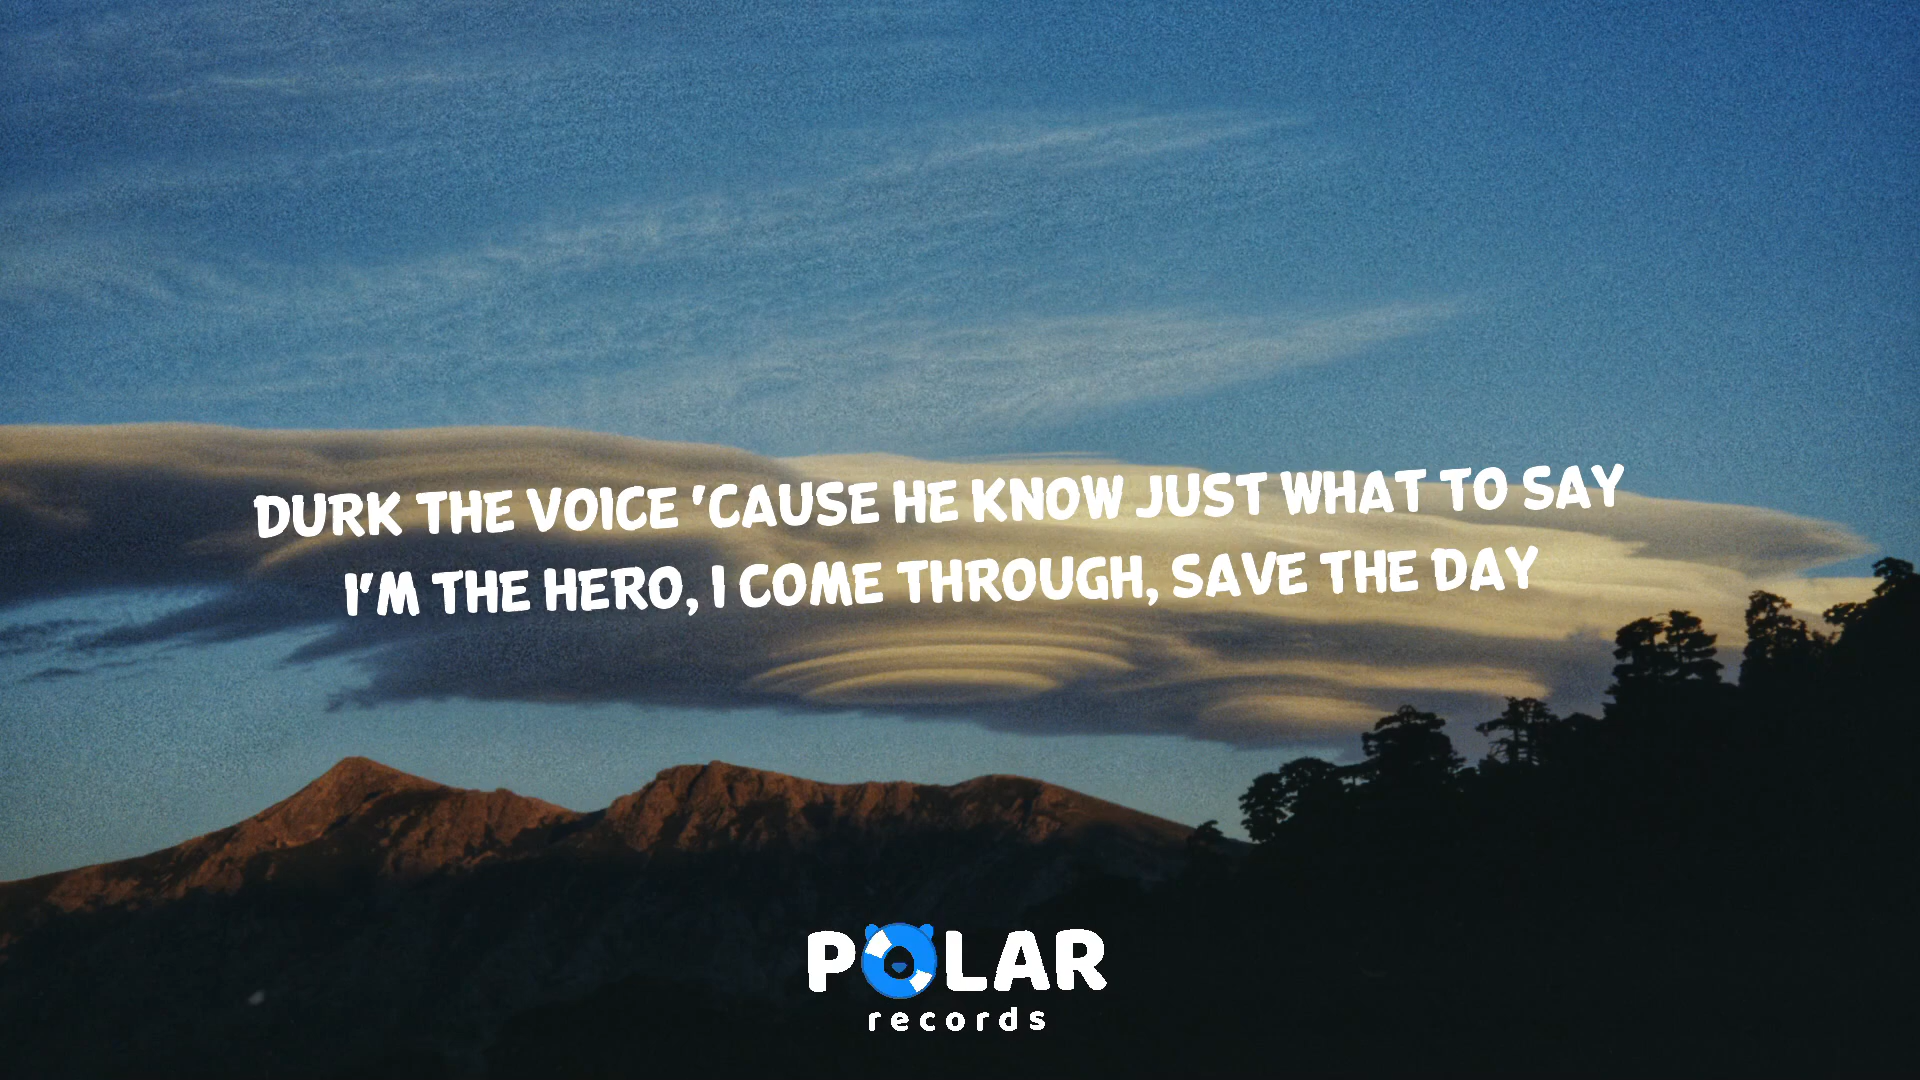 DURK THE VOICE 'CAUSE HE KNOW JUST WHAT TO SAY
I'M THE HERO, I COME THROUGH, SAVE THE DAY
POLAR
records